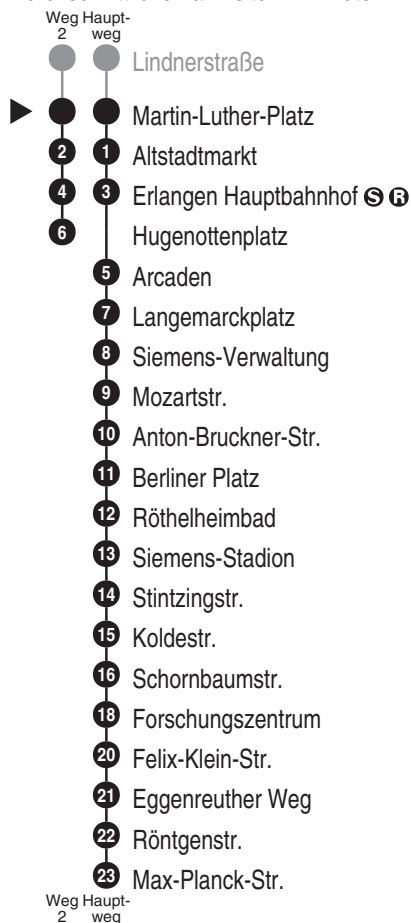 Weg Haupt-
2 weg
Lindnerstraße
Martin-Luther-Platz
2 1 Altstadtmarkt
4 3 Erlangen Hauptbahnhof S R
6 Hugenottenplatz
5 Arcaden
7 Langemarckplatz
8 Siemens-Verwaltung
9 Mozartstr.
10 Anton-Bruckner-Str.
11 Berliner Platz
12 Röthelheimbad
13 Siemens-Stadion
14 Stintzingstr.
15 Koldestr.
16 Schornbaumstr.
18 Forschungszentrum
20 Felix-Klein-Str.
21 Eggenreuther Weg
22 Röntgenstr.
23 Max-Planck-Str.
Weg Haupt-
2 weg